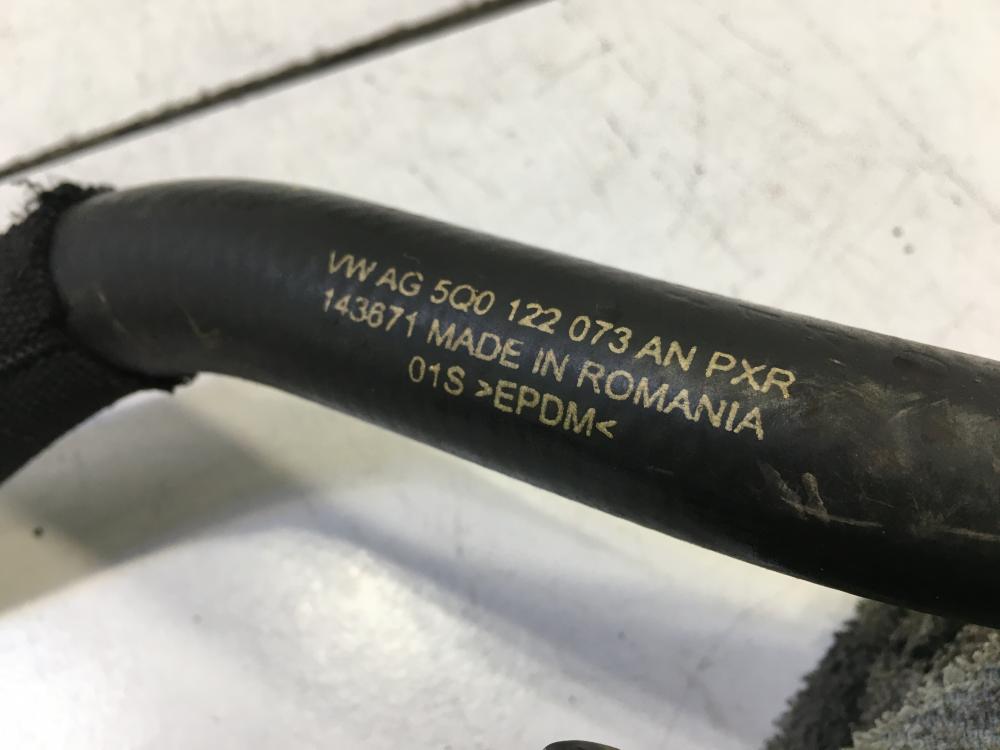 VW AG 5Q0 122 073 AN PXR
143671 MADE IN ROMANIA
01S >EPDM<